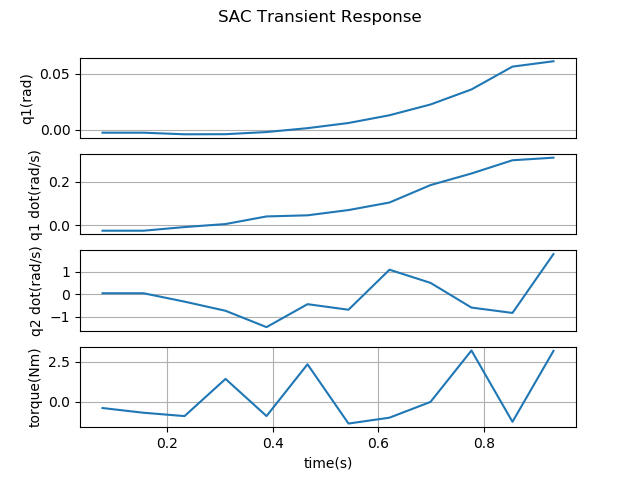 SAC Transient Response
q1(rad)
0.05
0.00
q1 dot(rad/s)
0.2
0.0
q2 dot(rad/s)
1
0
−1
torque(Nm)
2.5
0.0
0.2 0.4 0.6 0.8
time(s)